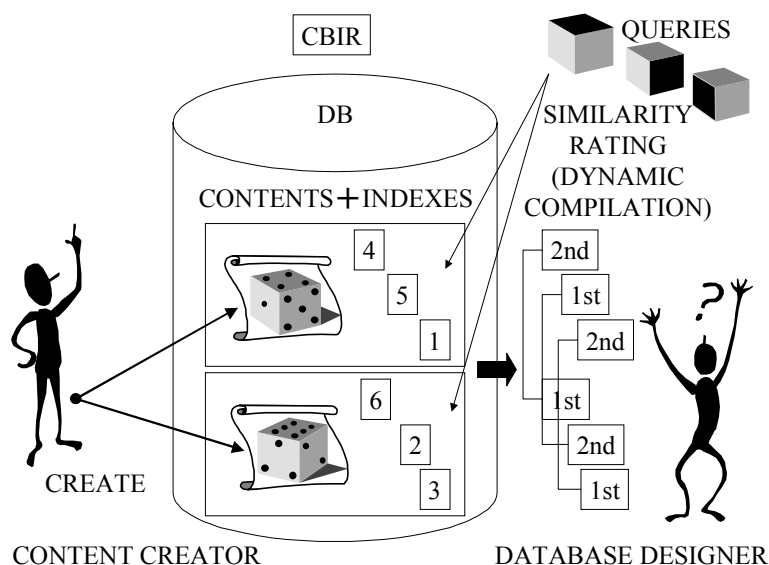 CBIR
QUERIES
DB
SIMILARITY
RATING
(DYNAMIC
COMPILATION)
CONTENTS+INDEXES
4
5
1
6
2
3
2nd
1st
2nd
1st
2nd
1st
?
CREATE
CONTENT CREATOR
DATABASE DESIGNER